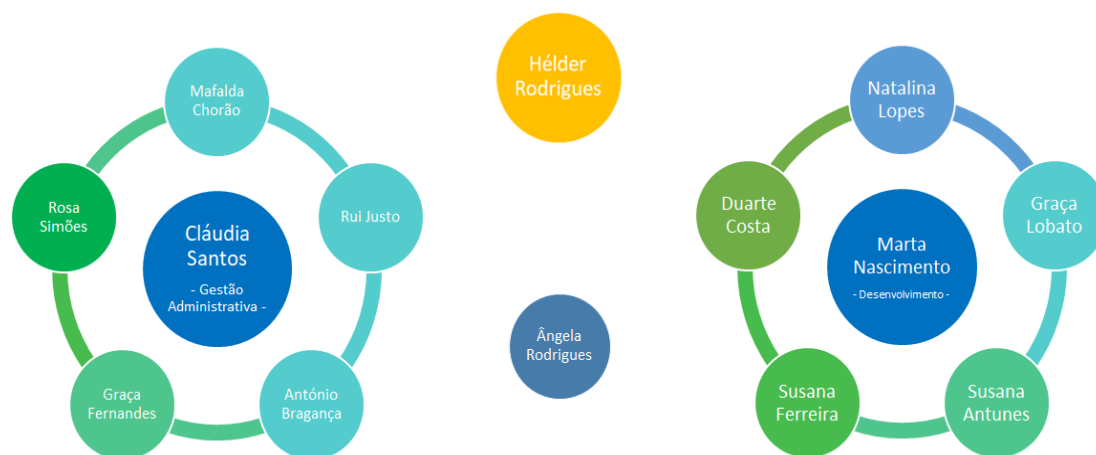 Mafalda
Chorão
Rosa
Simões
Rui Justo
Cláudia
Santos
- Gestão
Administrativa -
Graça
Fernandes
António
Bragança
Hélder
Rodrigues
Ângela
Rodrigues
Natalina
Lopes
Duarte
Costa
Graça
Lobato
Marta
Nascimento
- Desenvolvimento -
Susana
Ferreira
Susana
Antunes